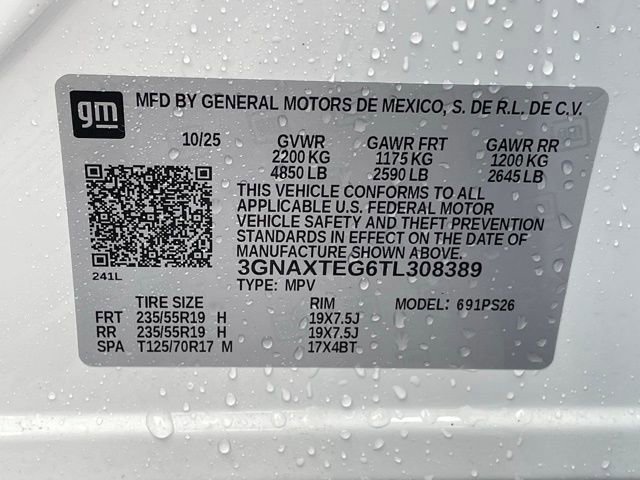 gm MFD BY GENERAL MOTORS DE MEXICO, S. DE R.L. DE C.V.
10/25 GVWR GAWR FRT GAWR RR
2200 KG 1175 KG 1200 KG
4850 LB 2590 LB 2645 LB
THIS VEHICLE CONFORMS TO ALL
APPLICABLE U.S. FEDERAL MOTOR
VEHICLE SAFETY AND THEFT PREVENTION
STANDARDS IN EFFECT ON THE DATE OF
MANUFACTURE SHOWN ABOVE.
3GNAXTEG6TL308389
241L TYPE: MPV
TIRE SIZE RIM MODEL: 691PS26
FRT 235/55R19 H 19X7.5J
RR 235/55R19 H 19X7.5J
SPA T125/70R17 M 17X4BT